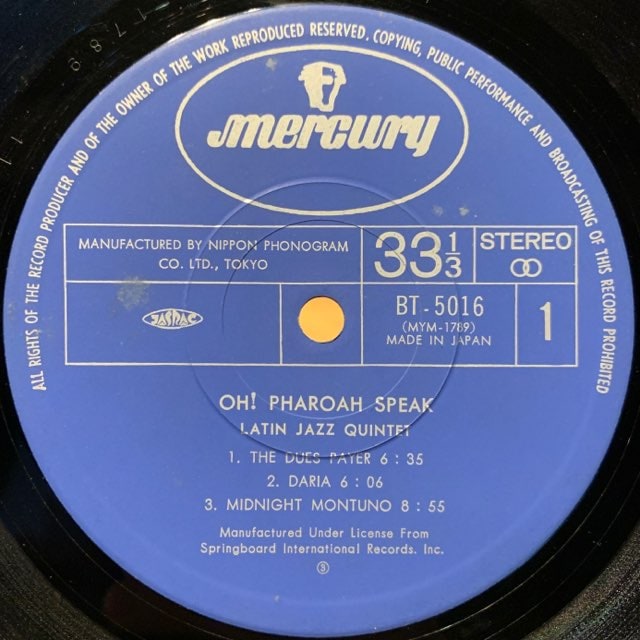 ALL RIGHTS OF THE RECORD PRODUCER AND OF THE OWNER OF THE WORK REPRODUCED RESERVED. COPYING, PUBLIC PERFORMANCE AND BROADCASTING OF THIS RECORD PROHIBITED
mercury
MANUFACTURED BY NIPPON PHONOGRAM
CO. LTD., TOKYO
33 1/3
STEREO
JASRAC
BT-5016
(MYM-1789)
MADE IN JAPAN
1
OH! PHAROAH SPEAK
LATIN JAZZ QUINTET
1. THE DUES PAYER 6 : 35
2. DARIA 6 : 06
3. MIDNIGHT MONTUNO 8 : 55
Manufactured Under License From
Springboard International Records. Inc.